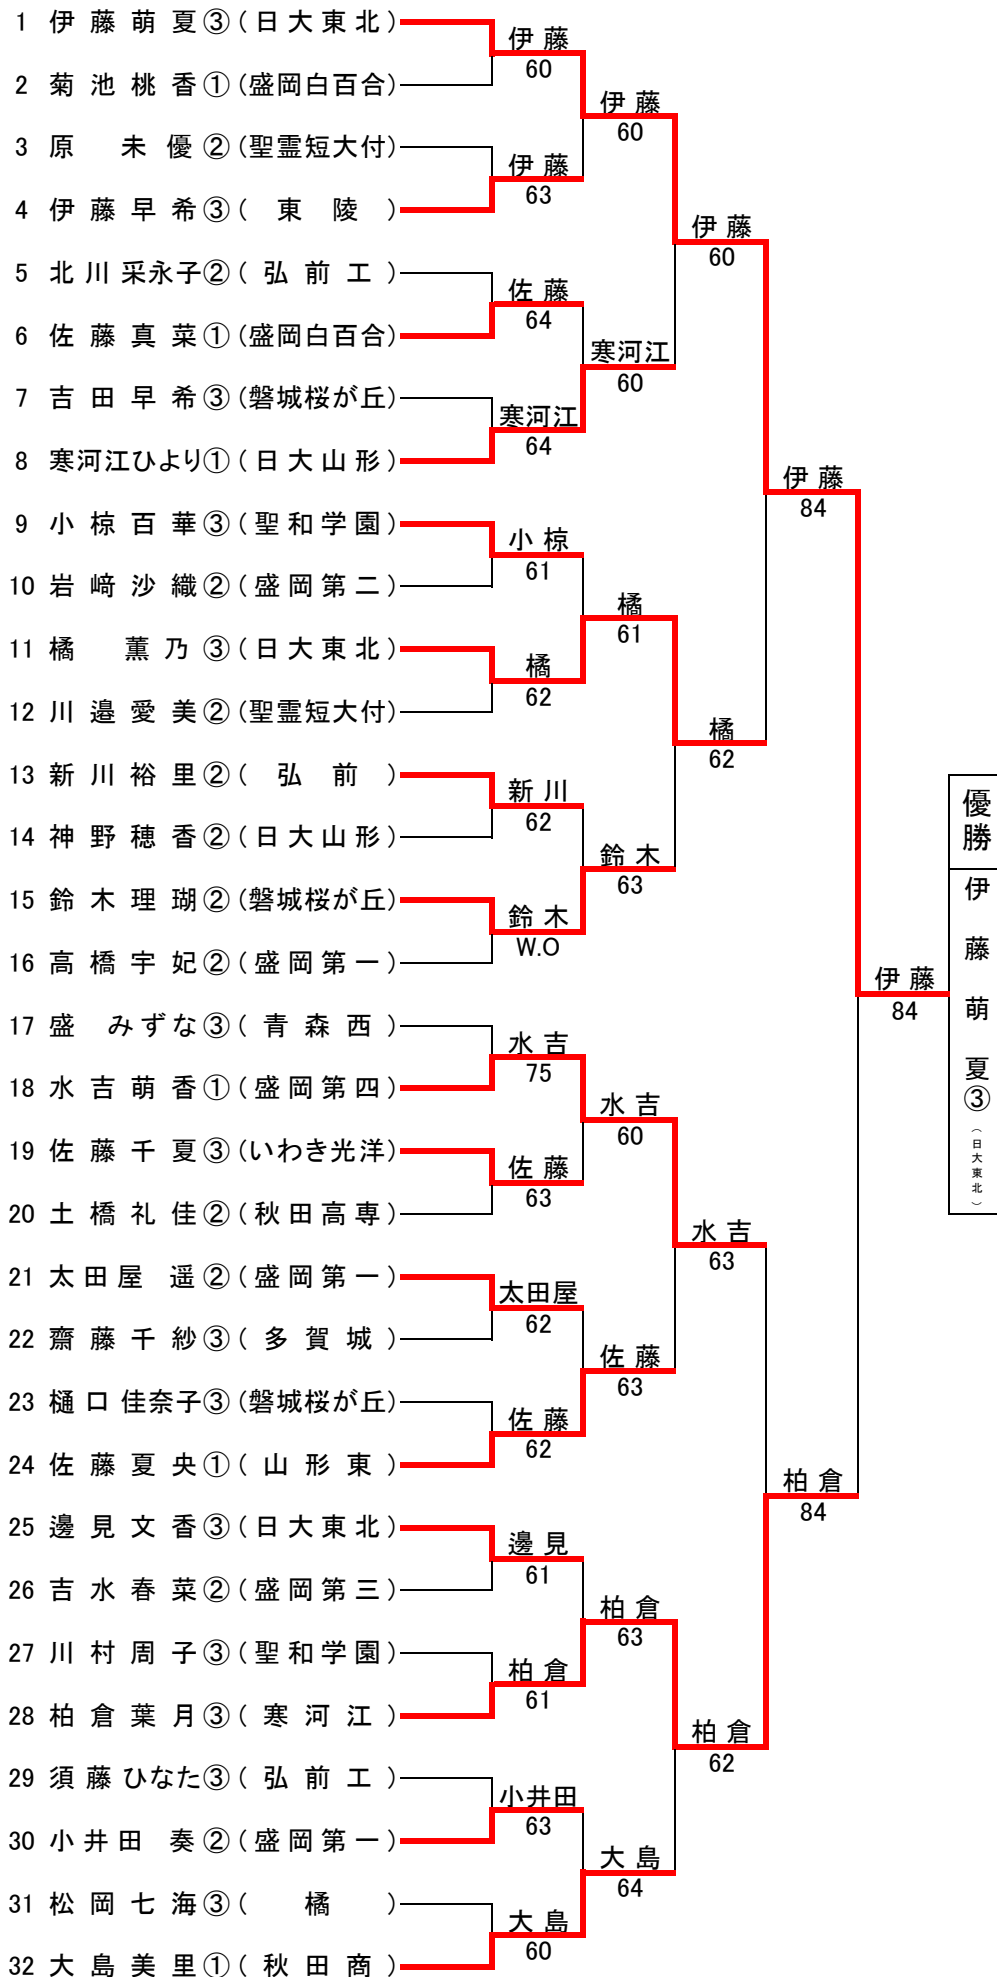 1 伊藤萌夏③(日大東北)
2 菊池桃香①(盛岡白百合)
3 原 未優②(聖霊短大付)
4 伊藤早希③(東陵)
5 北川采永子②(弘前工)
6 佐藤真菜①(盛岡白百合)
7 吉田早希③(磐城桜が丘)
8 寒河江ひより①(日大山形)
9 小椋百華③(聖和学園)
10 岩﨑沙織②(盛岡第二)
11 橘 薫乃③(日大東北)
12 川邉愛美②(聖霊短大付)
13 新川裕里②(弘前)
14 神野穂香②(日大山形)
15 鈴木理瑚②(磐城桜が丘)
16 高橋宇妃②(盛岡第一)
17 盛 みずな③(青森西)
18 水吉萌香①(盛岡第四)
19 佐藤千夏③(いわき光洋)
20 土橋礼佳②(秋田高専)
21 太田屋 遥②(盛岡第一)
22 齋藤千紗③(多賀城)
23 樋口佳奈子③(磐城桜が丘)
24 佐藤夏央①(山形東)
25 邊見文香③(日大東北)
26 吉水春菜②(盛岡第三)
27 川村周子③(聖和学園)
28 柏倉葉月③(寒河江)
29 須藤ひなた③(弘前工)
30 小井田 奏②(盛岡第一)
31 松岡七海③(橘)
32 大島美里①(秋田商)
伊藤
60
伊藤
63
佐藤
64
寒河江
64
小椋
61
橘
62
新川
62
鈴木
W.O
水吉
75
佐藤
63
太田屋
62
佐藤
62
邊見
61
柏倉
61
小井田
63
大島
60
伊藤
60
寒河江
60
橘
61
鈴木
63
水吉
60
佐藤
63
柏倉
63
大島
64
伊藤
60
橘
62
水吉
63
柏倉
62
伊藤
84
柏倉
84
伊藤
84
優勝
伊藤萌夏③(日大東北)